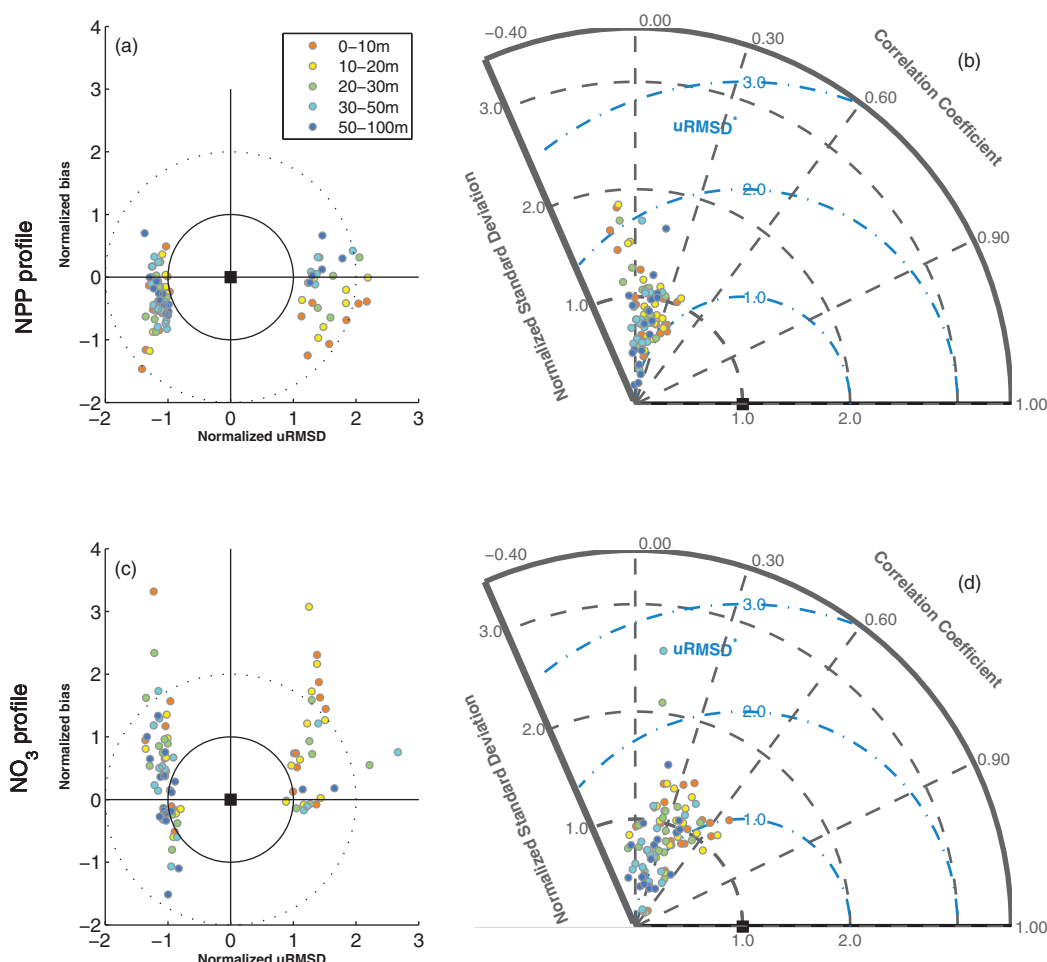 NPP profile
(a)
0−10m
10−20m
20−30m
30−50m
50−100m
4
3
2
1
0
−1
−2
Normalized bias
−2
−1
0
1
2
3
Normalized uRMSD
(b)
−0.40
0.00
0.30
0.60
0.90
1.00
Correlation Coefficient
3.0
2.0
1.0
Normalized Standard Deviation
uRMSD*
3.0
2.0
1.0
1.0
2.0
NO3 profile
(c)
4
3
2
1
0
−1
−2
Normalized bias
−2
−1
0
1
2
3
Normalized uRMSD
(d)
−0.40
0.00
0.30
0.60
0.90
1.00
Correlation Coefficient
3.0
2.0
1.0
Normalized Standard Deviation
uRMSD*
3.0
2.0
1.0
1.0
2.0